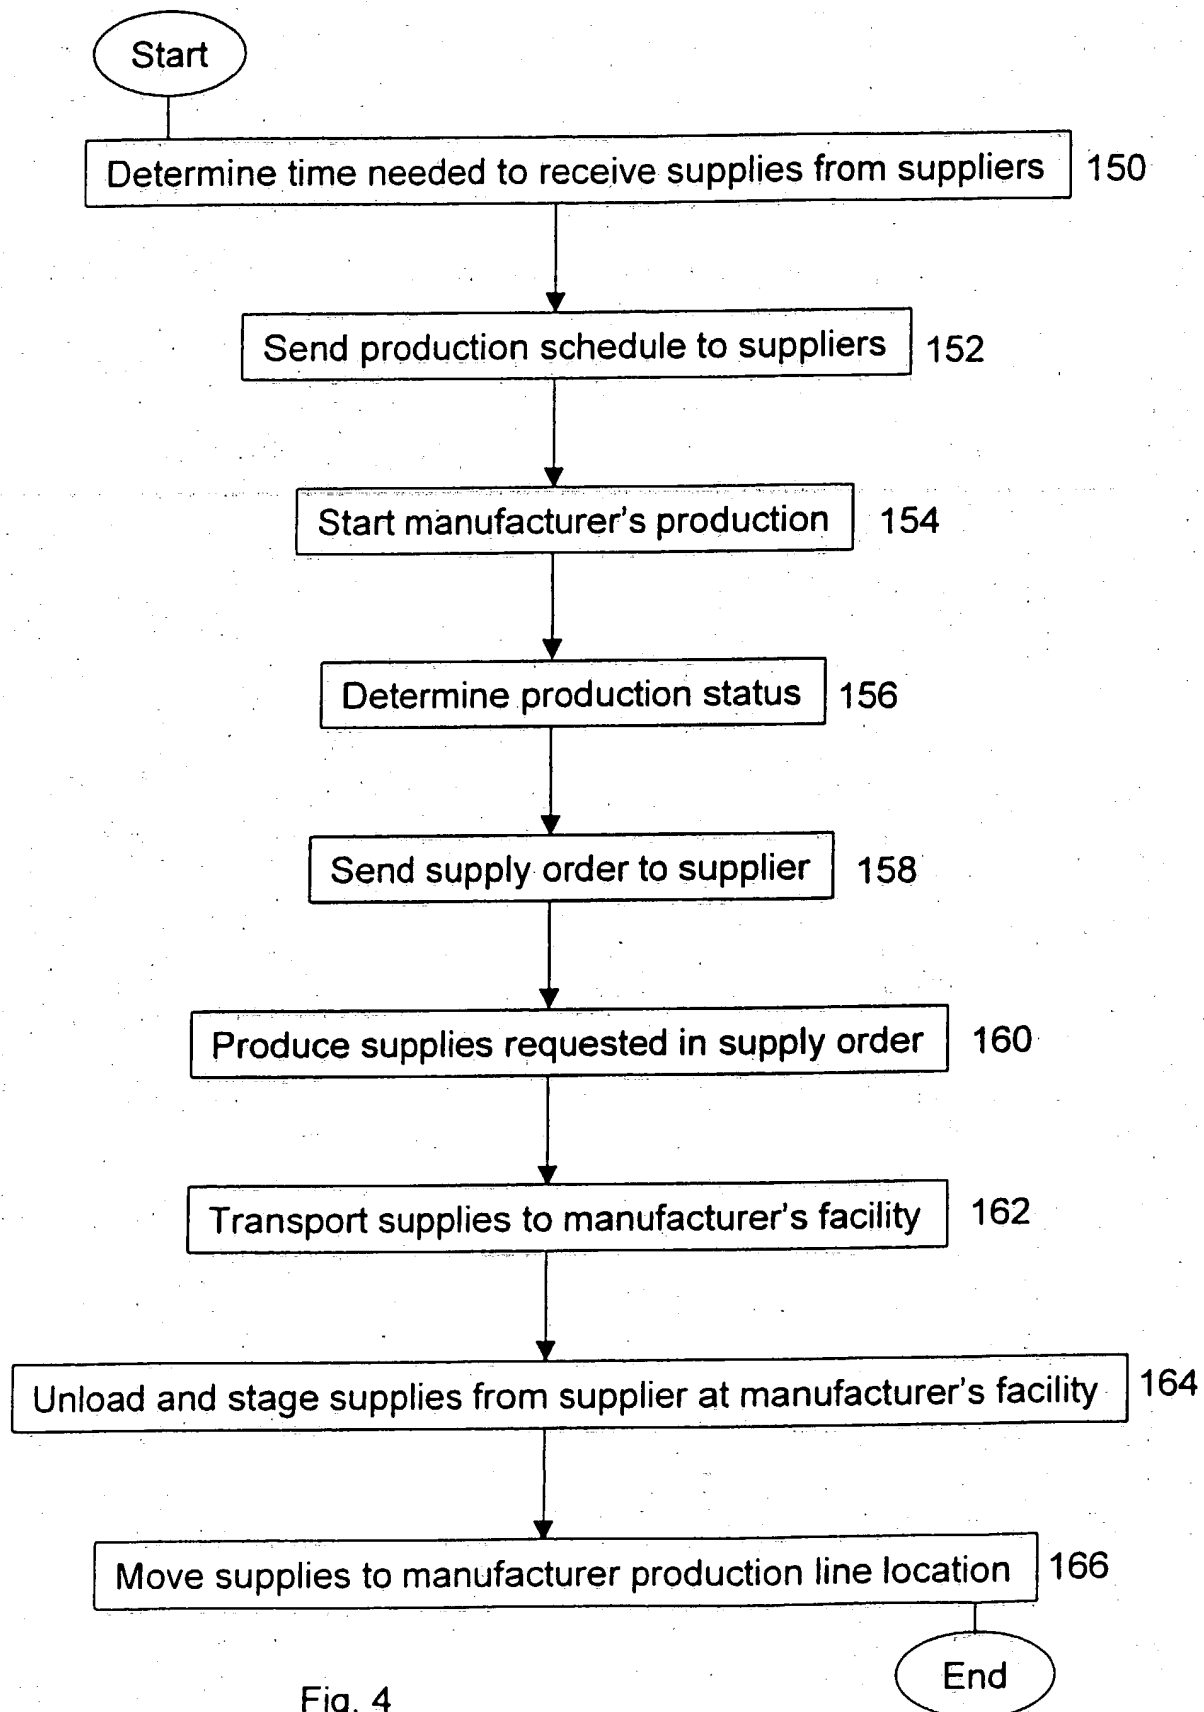 Start
Determine time needed to receive supplies from suppliers 150
Send production schedule to suppliers 152
Start manufacturer's production 154
Determine production status 156
Send supply order to supplier 158
Produce supplies requested in supply order 160
Transport supplies to manufacturer's facility 162
Unload and stage supplies from supplier at manufacturer's facility 164
Move supplies to manufacturer production line location 166
End
Fig. 4